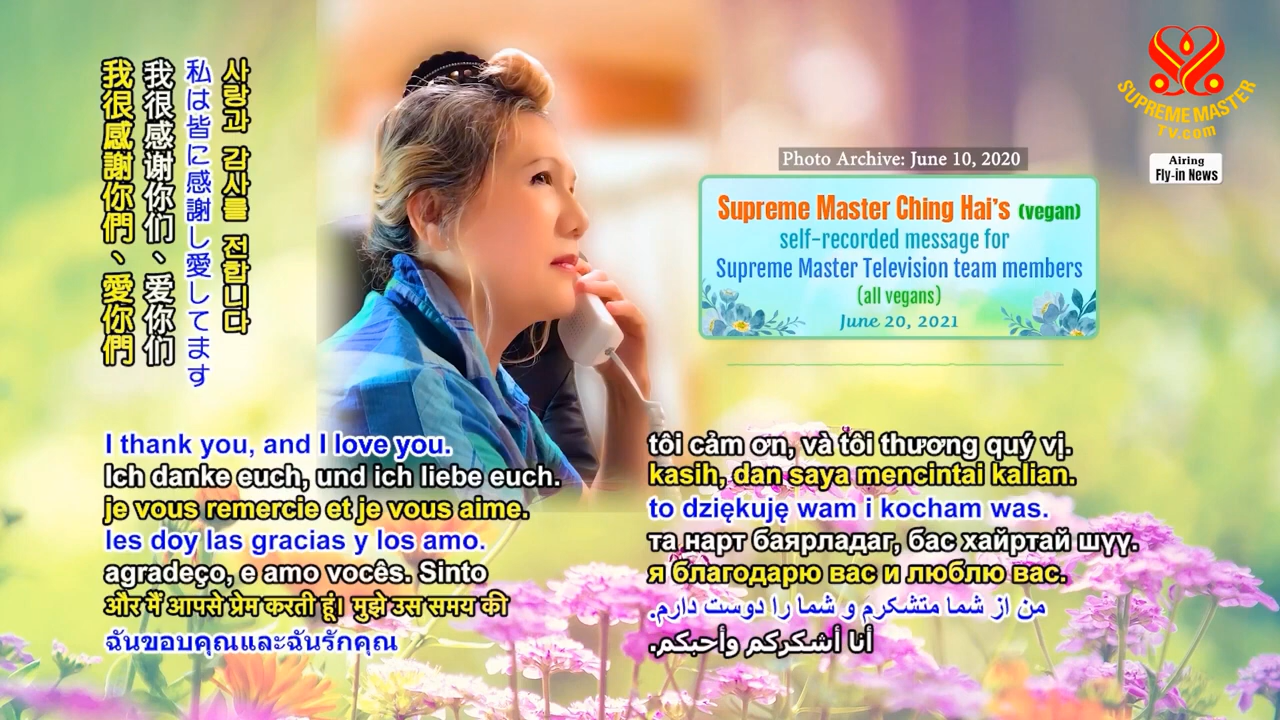 我很感謝你們、愛你們
我很感谢你们、爱你们
私は皆に感謝し愛してます
사랑과 감사를 전합니다
SUPREME MASTER
TV.com
Airing
Fly-in News
Photo Archive: June 10, 2020
Supreme Master Ching Hai's (vegan)
self-recorded message for
Supreme Master Television team members
(all vegans)
June 20, 2021
I thank you, and I love you.
Ich danke euch, und ich liebe euch.
je vous remercie et je vous aime.
les doy las gracias y los amo.
agradeço, e amo vocês. Sinto
और मैं आपसे प्रेम करती हूं। मुझे उस समय की
ฉันขอบคุณและฉันรักคุณ
tôi cảm ơn, và tôi thương quý vị.
kasih, dan saya mencintai kalian.
to dziękuję wam i kocham was.
та нарт баярладаг, бас хайртай шүү.
я благодарю вас и люблю вас.
من از شما متشکرم و شما را دوست دارم.
أنا أشكركم وأحبكم.